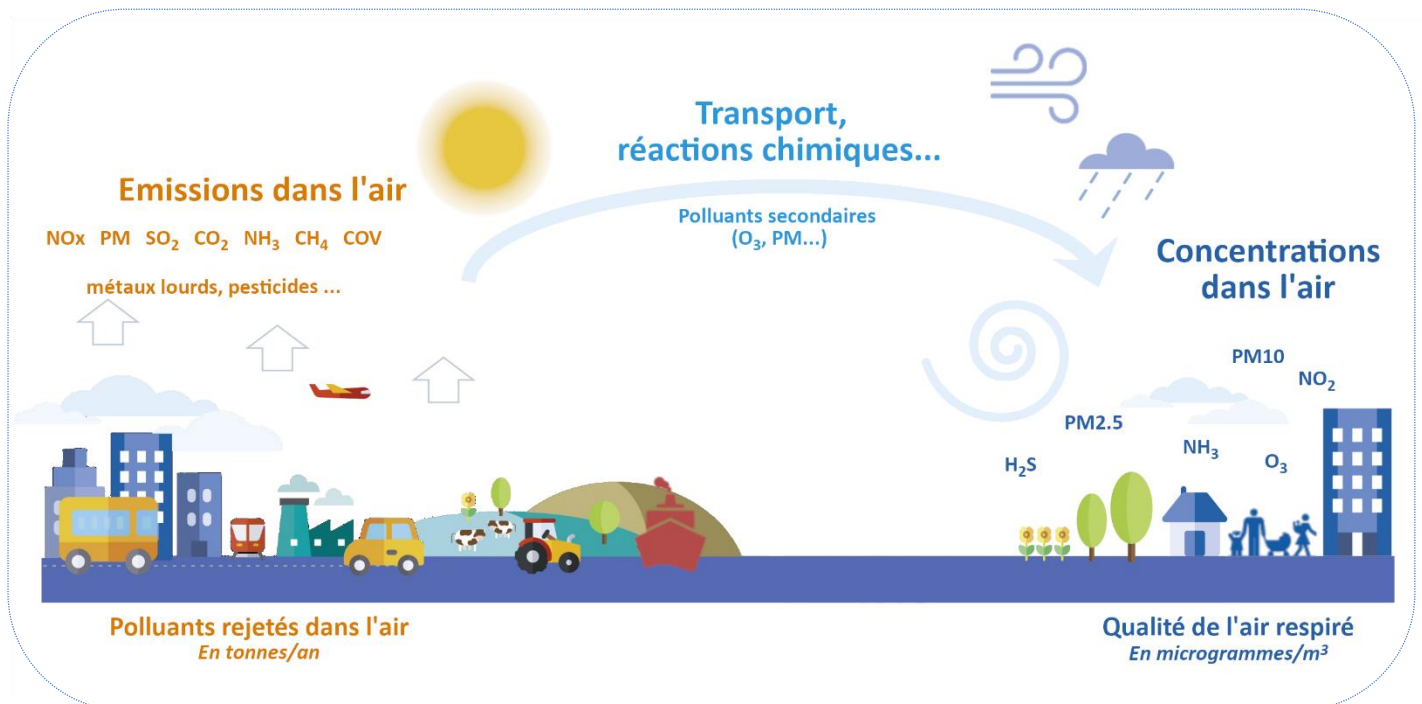 Emissions dans l'air
NOx PM SO₂ CO₂ NH₃ CH₄ COV
métaux lourds, pesticides ...
Transport,
réactions chimiques...
Polluants secondaires
(O₃, PM...)
Concentrations
dans l'air
PM10
NO₂
PM2.5
NH₃
O₃
H₂S
Polluants rejetés dans l'air
En tonnes/an
Qualité de l'air respiré
En microgrammes/m³